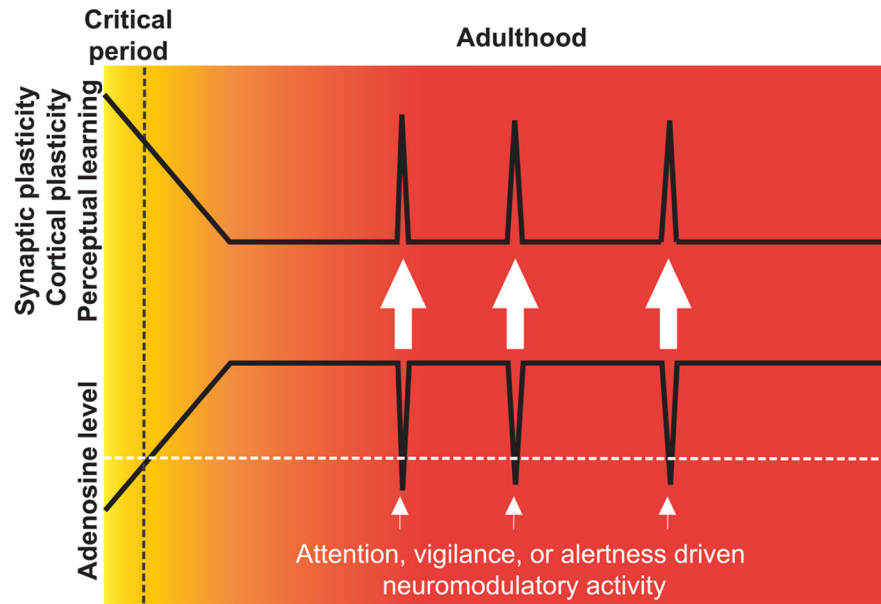 Critical
period
Adulthood
Synaptic plasticity
Cortical plasticity
Perceptual learning
Adenosine level
Attention, vigilance, or alertness driven
neuromodulatory activity